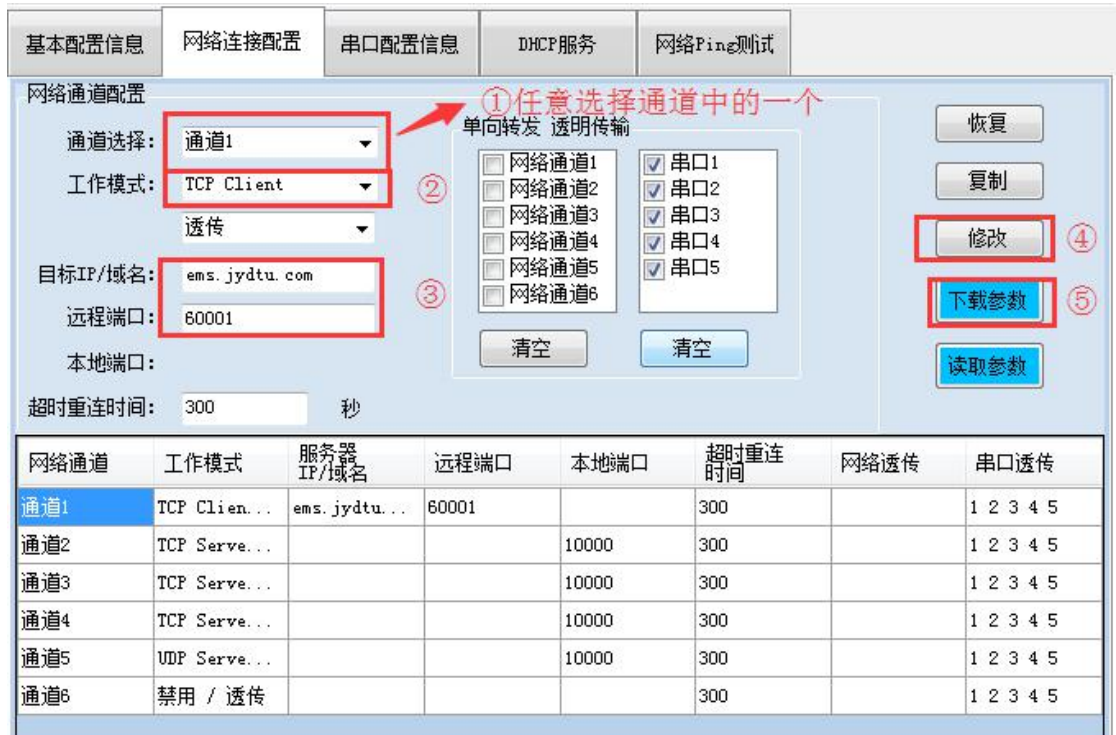 基本配置信息 网络连接配置 串口配置信息 DHCP服务 网络Ping测试
网络通道配置
①任意选择通道中的一个
通道选择: 通道1
工作模式: TCP Client ②
透传
目标IP/域名: ems.jydtu.com
③
远程端口: 60001
本地端口:
超时重连时间: 300 秒
单向转发 透明传输
网络通道1 串口1
网络通道2 串口2
网络通道3 串口3
网络通道4 串口4
网络通道5 串口5
网络通道6
清空 清空
恢复
复制
修改 ④
下载参数 ⑤
读取参数
网络通道 工作模式 服务器IP/域名 远程端口 本地端口 超时重连时间 网络透传 串口透传
通道1 TCP Clien... ems.jydtu... 60001 300 1 2 3 4 5
通道2 TCP Serve... 10000 300 1 2 3 4 5
通道3 TCP Serve... 10000 300 1 2 3 4 5
通道4 TCP Serve... 10000 300 1 2 3 4 5
通道5 UDP Serve... 10000 300 1 2 3 4 5
通道6 禁用 / 透传 300 1 2 3 4 5